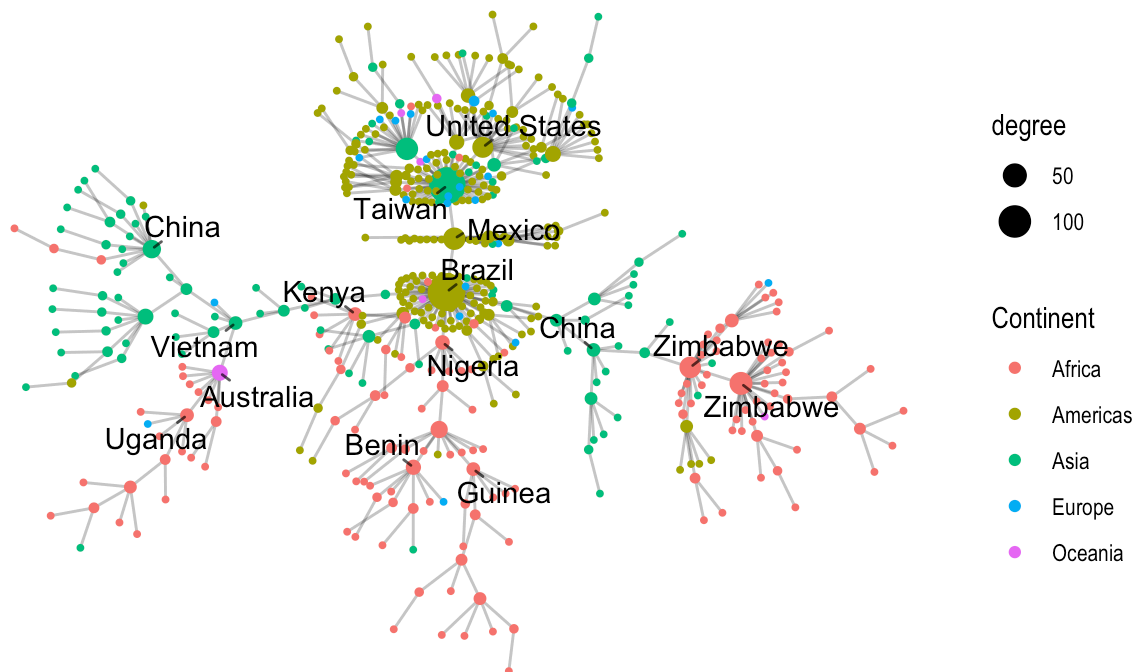 United States
Taiwan
China
Mexico
Brazil
Kenya
China
Vietnam
Zimbabwe
Nigeria
Australia
Zimbabwe
Uganda
Benin
Guinea
degree
50
100
Continent
Africa
Americas
Asia
Europe
Oceania